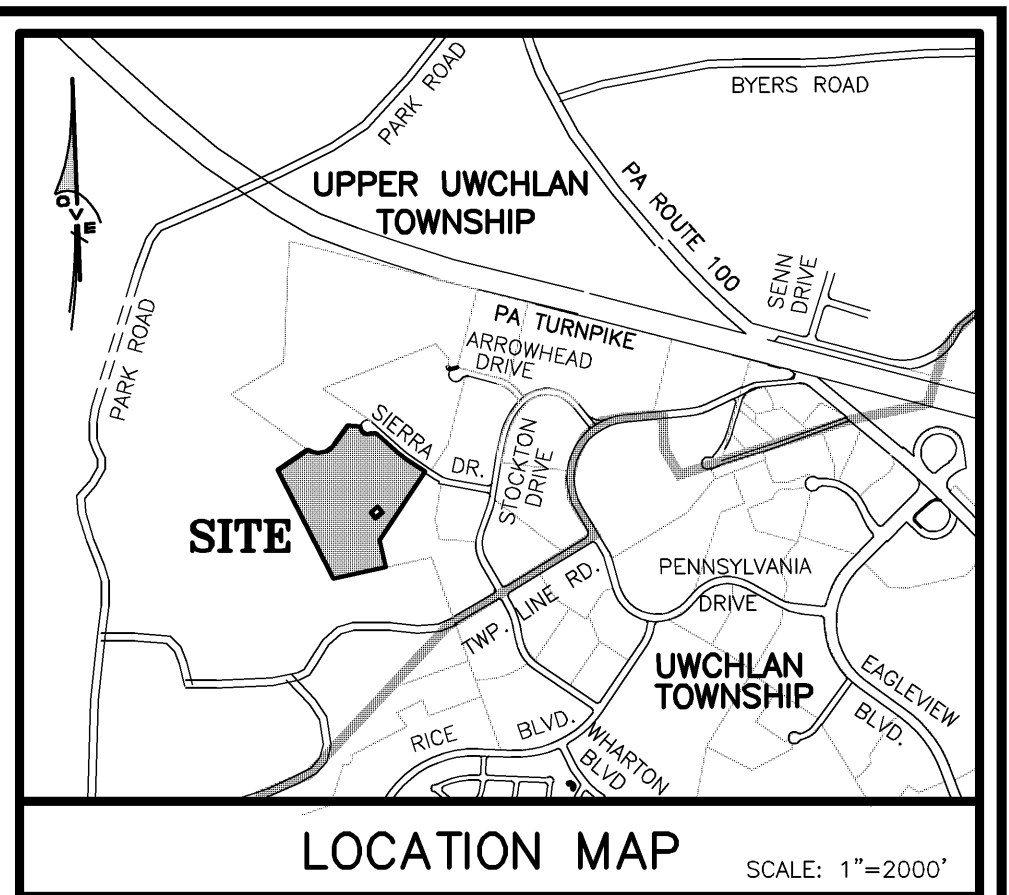 BYERS ROAD
PARK ROAD
UPPER UWCHLAN
TOWNSHIP
PA ROUTE 100
D
V
E
SENN
DRIVE
PARK ROAD
PA TURNPIKE
ARROWHEAD
DRIVE
SIERRA
DR.
STOCKTON
DRIVE
SITE
TWP. LINE RD.
PENNSYLVANIA
DRIVE
UWCHLAN
TOWNSHIP
EAGLEVIEW
BLVD.
RICE BLVD.
WHARTON
BLVD
LOCATION MAP
SCALE: 1"=2000'